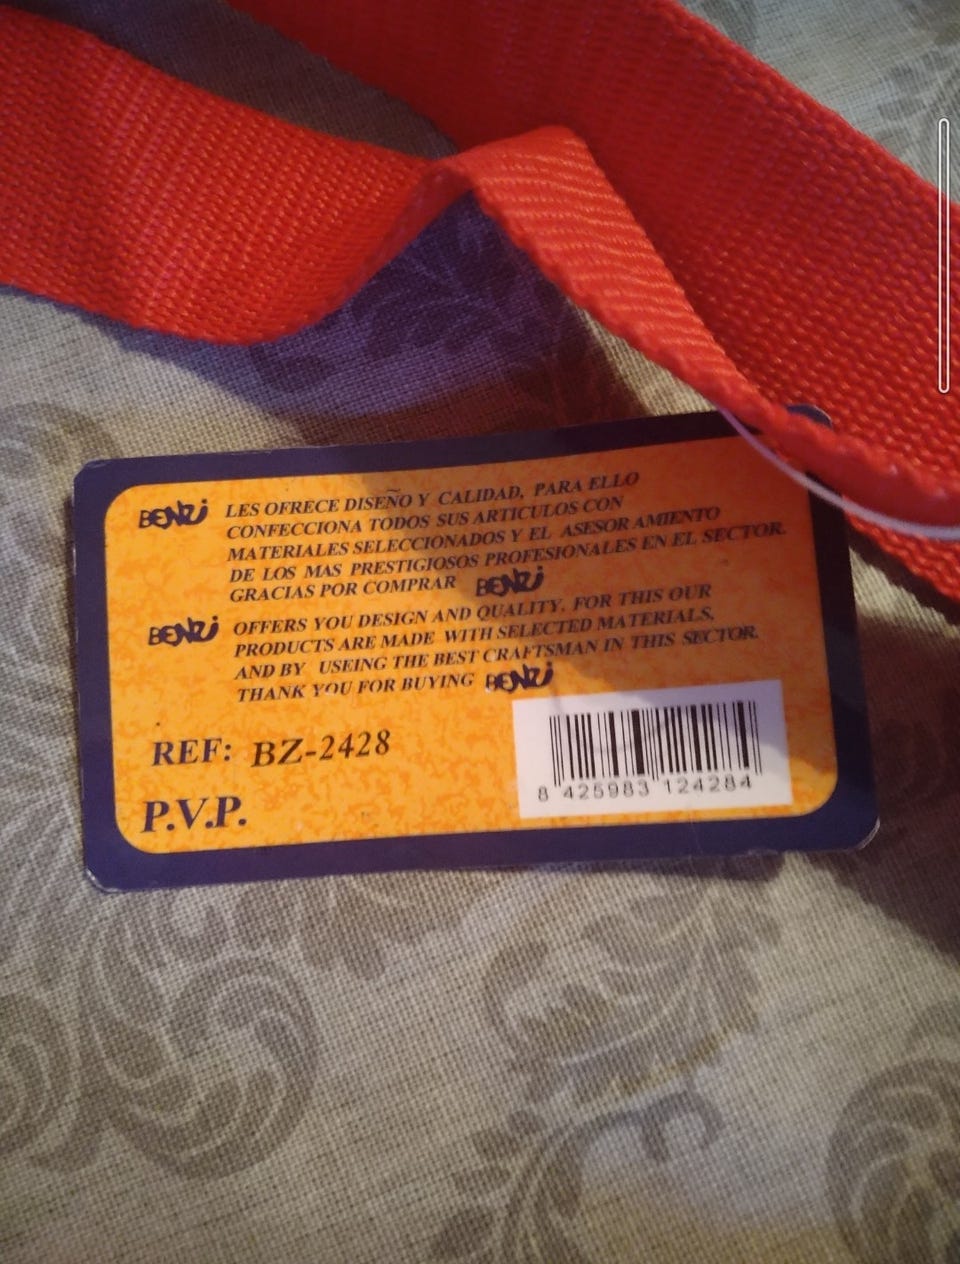 BENZi LES OFRECE DISEÑO Y CALIDAD, PARA ELLO
CONFECCIONA TODOS SUS ARTICULOS CON
MATERIALES SELECCIONADOS Y EL ASESORAMIENTO
DE LOS MAS PRESTIGIOSOS PROFESIONALES EN EL SECTOR.
GRACIAS POR COMPRAR BENZi
BENZi OFFERS YOU DESIGN AND QUALITY, FOR THIS OUR
PRODUCTS ARE MADE WITH SELECTED MATERIALS,
AND BY USEING THE BEST CRAFTSMAN IN THIS SECTOR.
THANK YOU FOR BUYING BENZi
REF: BZ-2428
P.V.P.
8 425983 124284